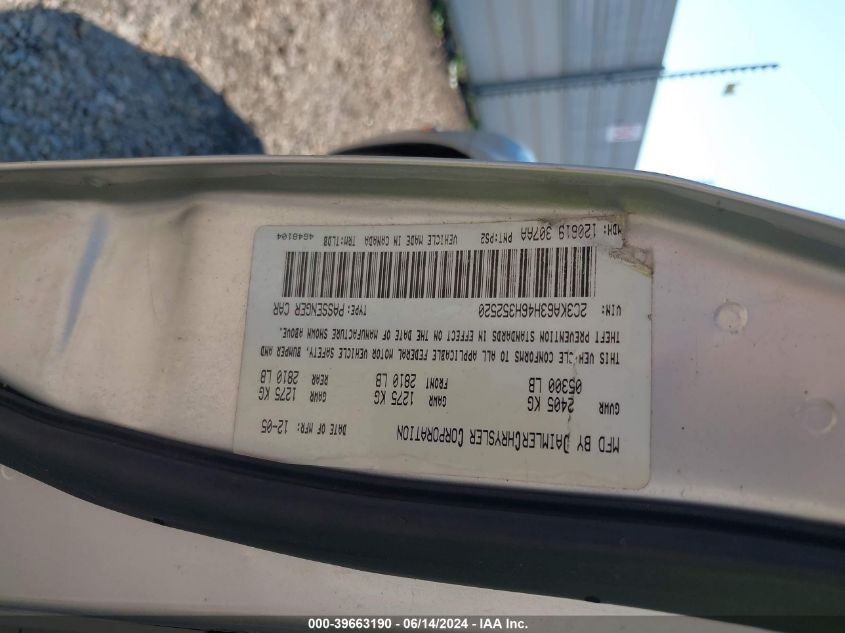 MFD BY DAIMLERCHRYSLER CORPORATION DATE OF MFR: 12-05
GVWR GAWR GAWR
2405 KG 1275 KG 1275 KG
05300 LB FRONT 2810 LB REAR 2810 LB
THIS VEHICLE CONFORMS TO ALL APPLICABLE FEDERAL MOTOR VEHICLE SAFETY, BUMPER AND
THEFT PREVENTION STANDARDS IN EFFECT ON THE DATE OF MANUFACTURE SHOWN ABOVE.
VIN: 2C3KA63H46H352520 TYPE: PASSENGER CAR
MDH: 120619 307AA PNT: PS2 VEHICLE MADE IN CANADA TRM: TLDB 4648104
000-39663190 - 06/14/2024 - IAA Inc.